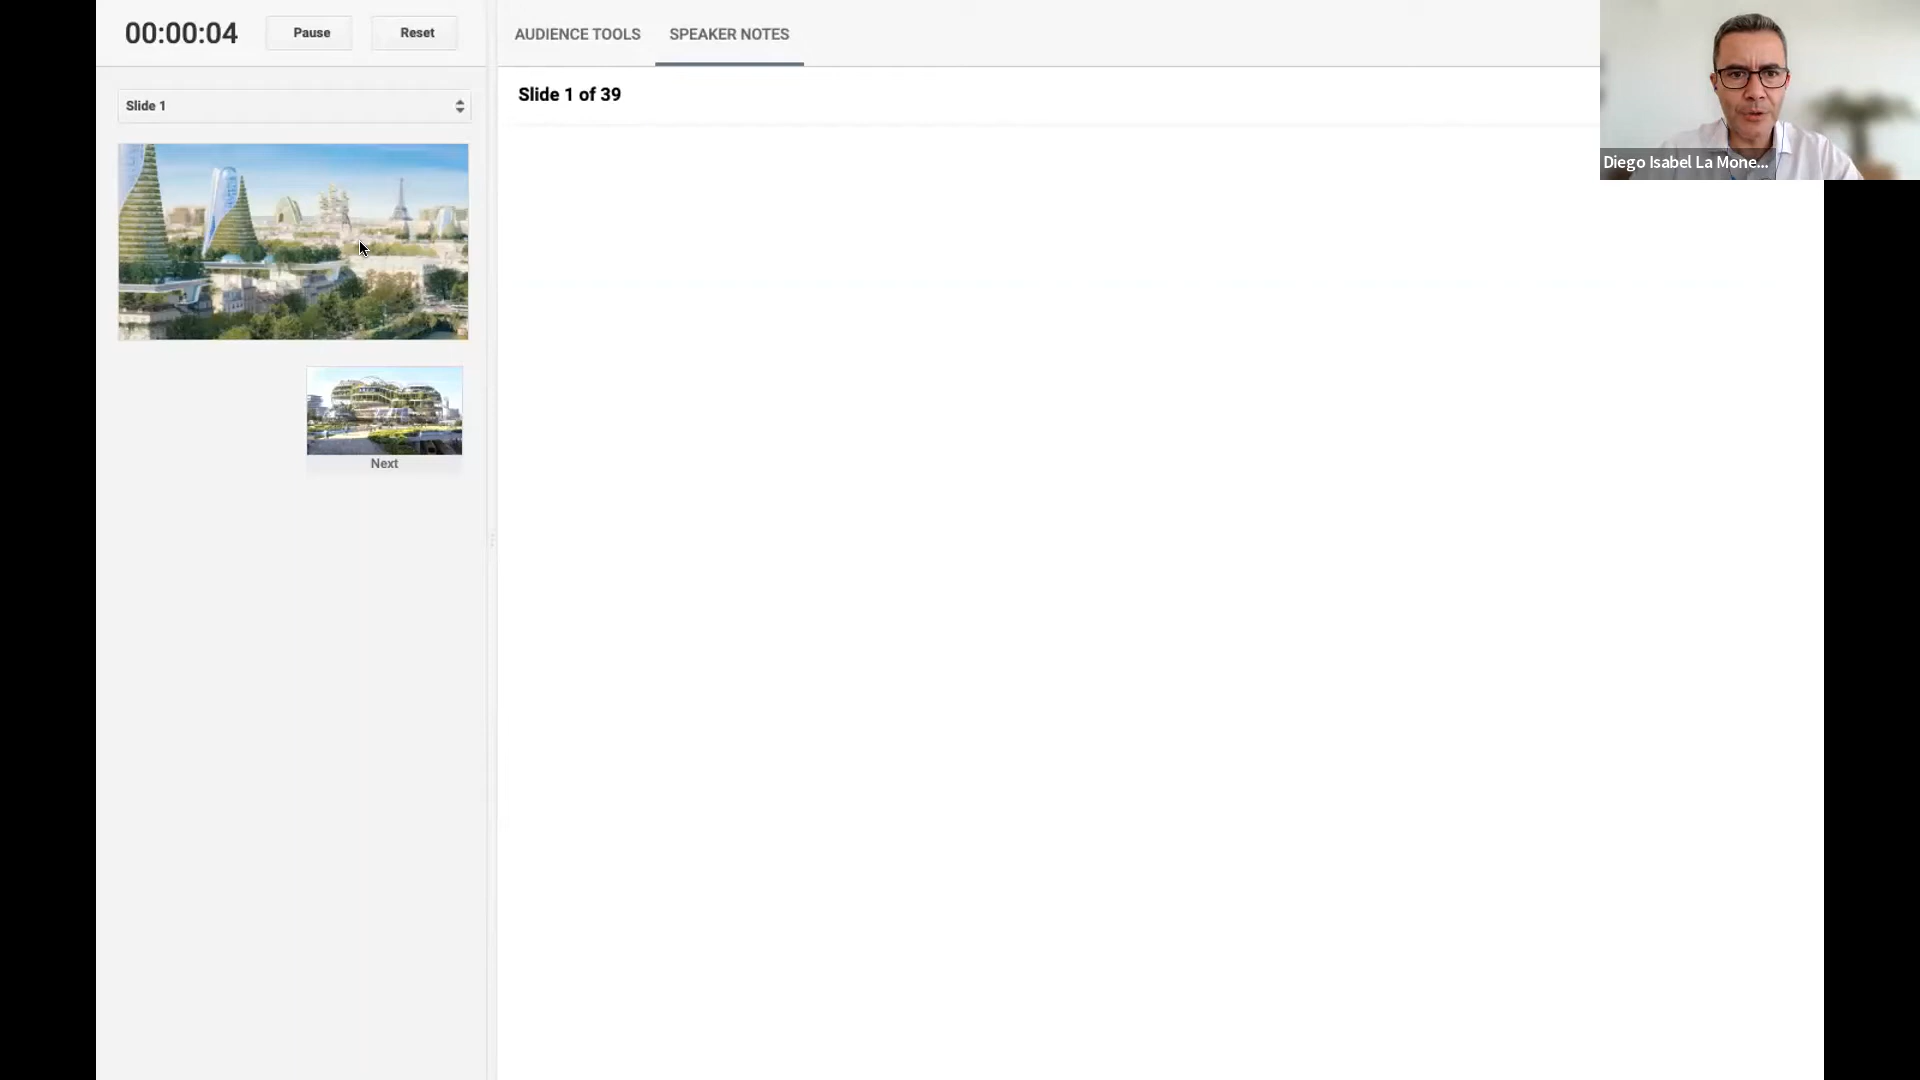 00:00:04
Pause
Reset
AUDIENCE TOOLS
SPEAKER NOTES
Slide 1
Slide 1 of 39
Diego Isabel La Mone...
Next